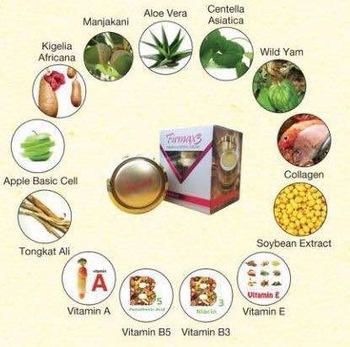 Aloe Vera
Centella
Asiatica
Manjakani
Wild Yam
Kigelia
Africana
Firmax3
Collagen
Apple Basic Cell
Soybean Extract
Tongkat Ali
vitamin
A
B
5
Pantothenic Acid
B
3
Niacin
Vitamin E
Vitamin A
Vitamin B5
Vitamin B3
Vitamin E